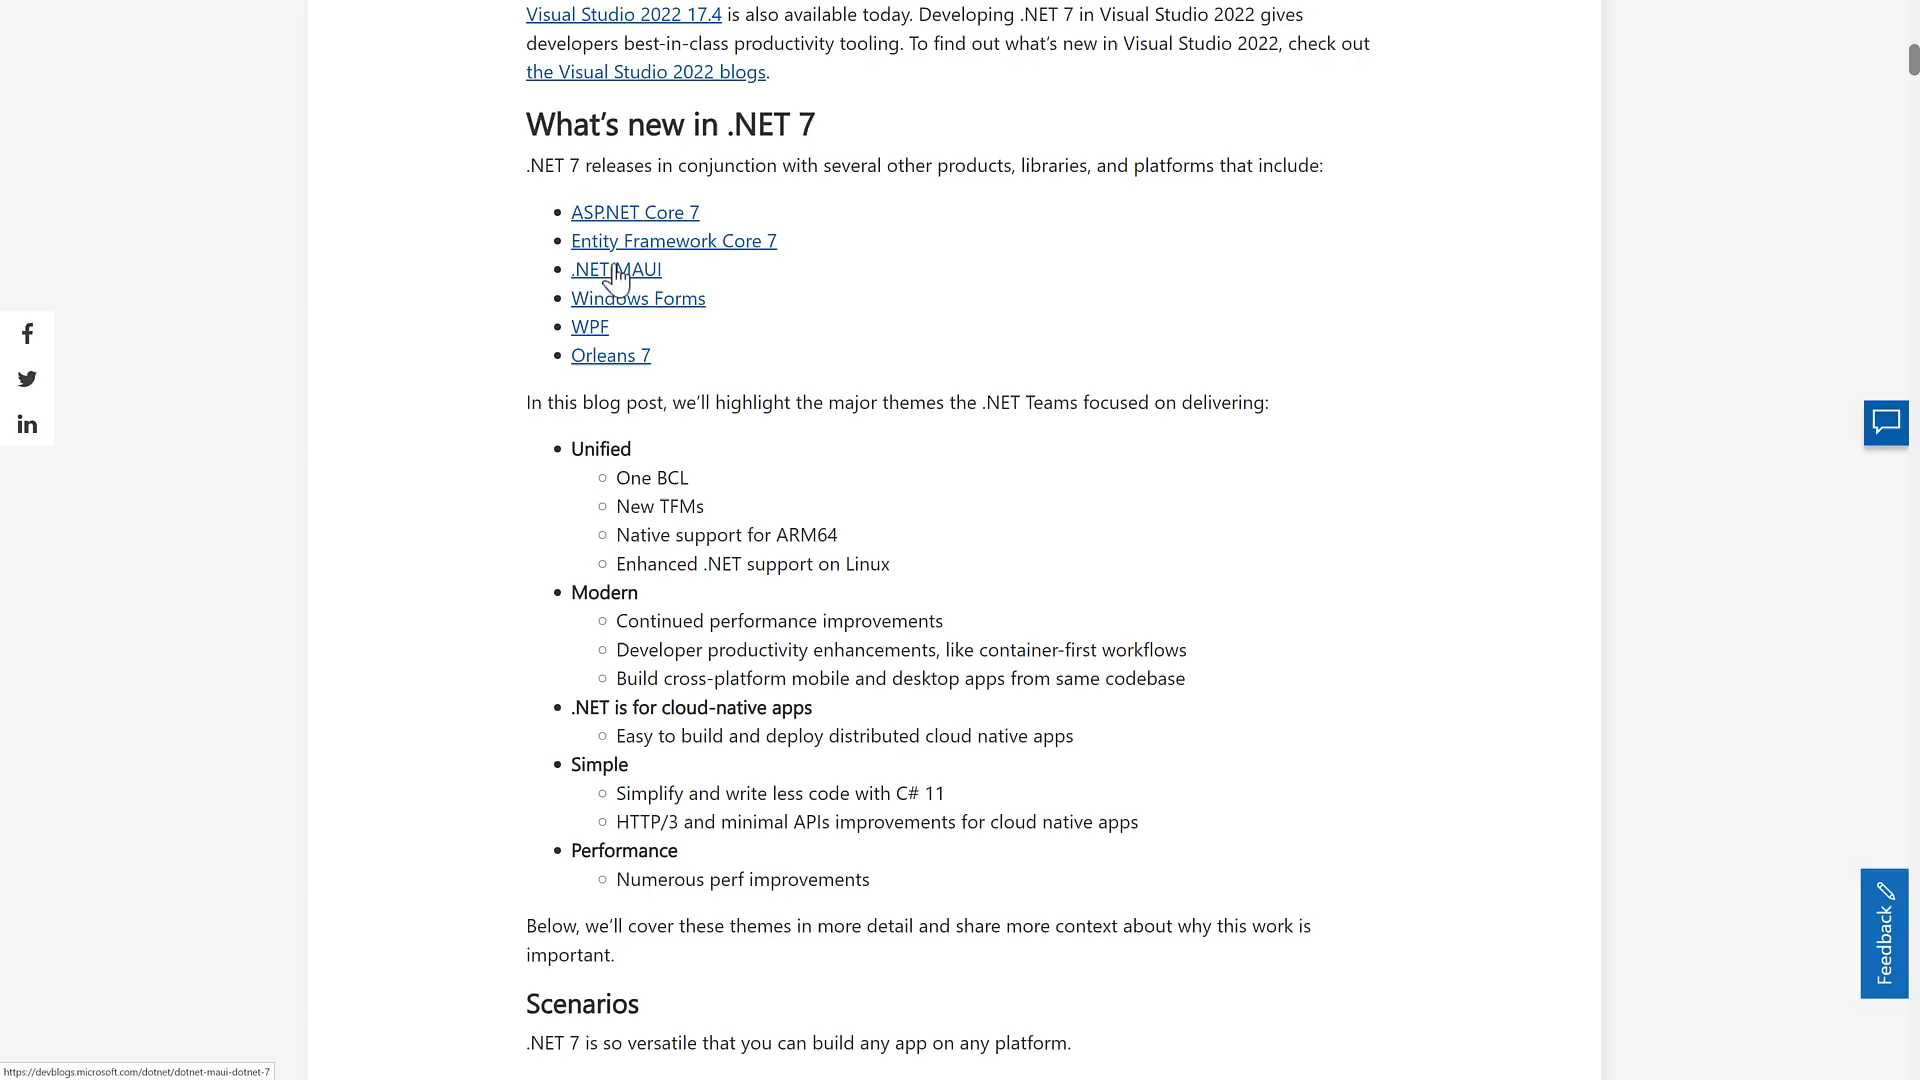 Visual Studio 2022 17.4 is also available today. Developing .NET 7 in Visual Studio 2022 gives
developers best-in-class productivity tooling. To find out what’s new in Visual Studio 2022, check out
the Visual Studio 2022 blogs.
What’s new in .NET 7
.NET 7 releases in conjunction with several other products, libraries, and platforms that include:
ASP.NET Core 7
Entity Framework Core 7
.NET MAUI
Windows Forms
WPF
Orleans 7
In this blog post, we’ll highlight the major themes the .NET Teams focused on delivering:
Unified
One BCL
New TFMs
Native support for ARM64
Enhanced .NET support on Linux
Modern
Continued performance improvements
Developer productivity enhancements, like container-first workflows
Build cross-platform mobile and desktop apps from same codebase
.NET is for cloud-native apps
Easy to build and deploy distributed cloud native apps
Simple
Simplify and write less code with C# 11
HTTP/3 and minimal APIs improvements for cloud native apps
Performance
Numerous perf improvements
Below, we’ll cover these themes in more detail and share more context about why this work is
important.
Scenarios
.NET 7 is so versatile that you can build any app on any platform.
Feedback
https://devblogs.microsoft.com/dotnet/dotnet-maui-dotnet-7